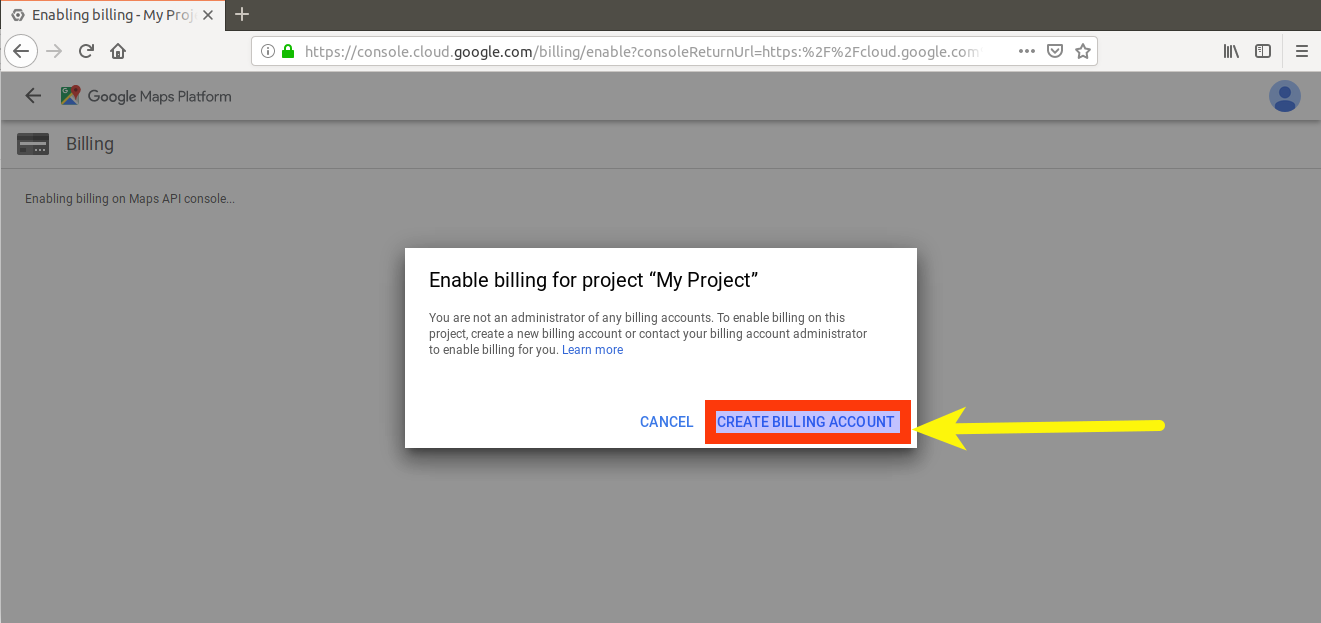 Enabling billing - My Proj
https://console.cloud.google.com/billing/enable?consoleReturnUrl=https:%2F%2Fcloud.google.com
Google Maps Platform
Billing
Enabling billing on Maps API console...
Enable billing for project “My Project”
You are not an administrator of any billing accounts. To enable billing on this
project, create a new billing account or contact your billing account administrator
to enable billing for you. Learn more
CANCEL CREATE BILLING ACCOUNT